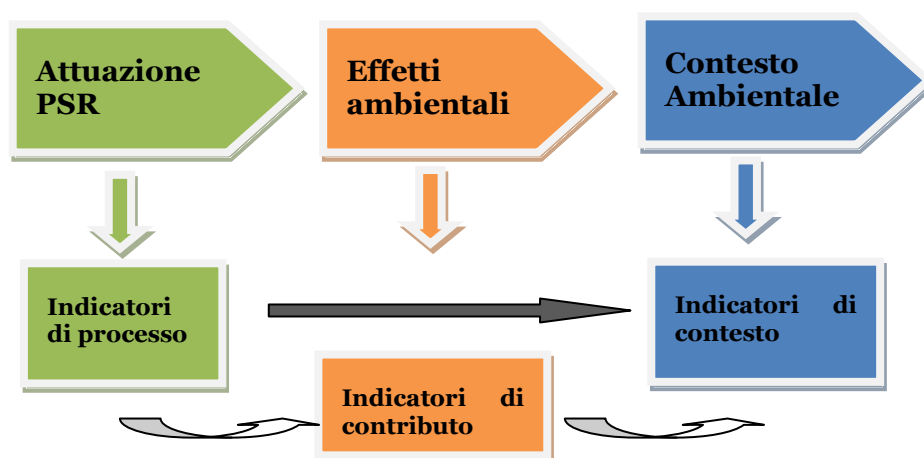 Attuazione
PSR
Effetti
ambientali
Contesto
Ambientale
Indicatori
di processo
Indicatori di
contesto
Indicatori di
contributo